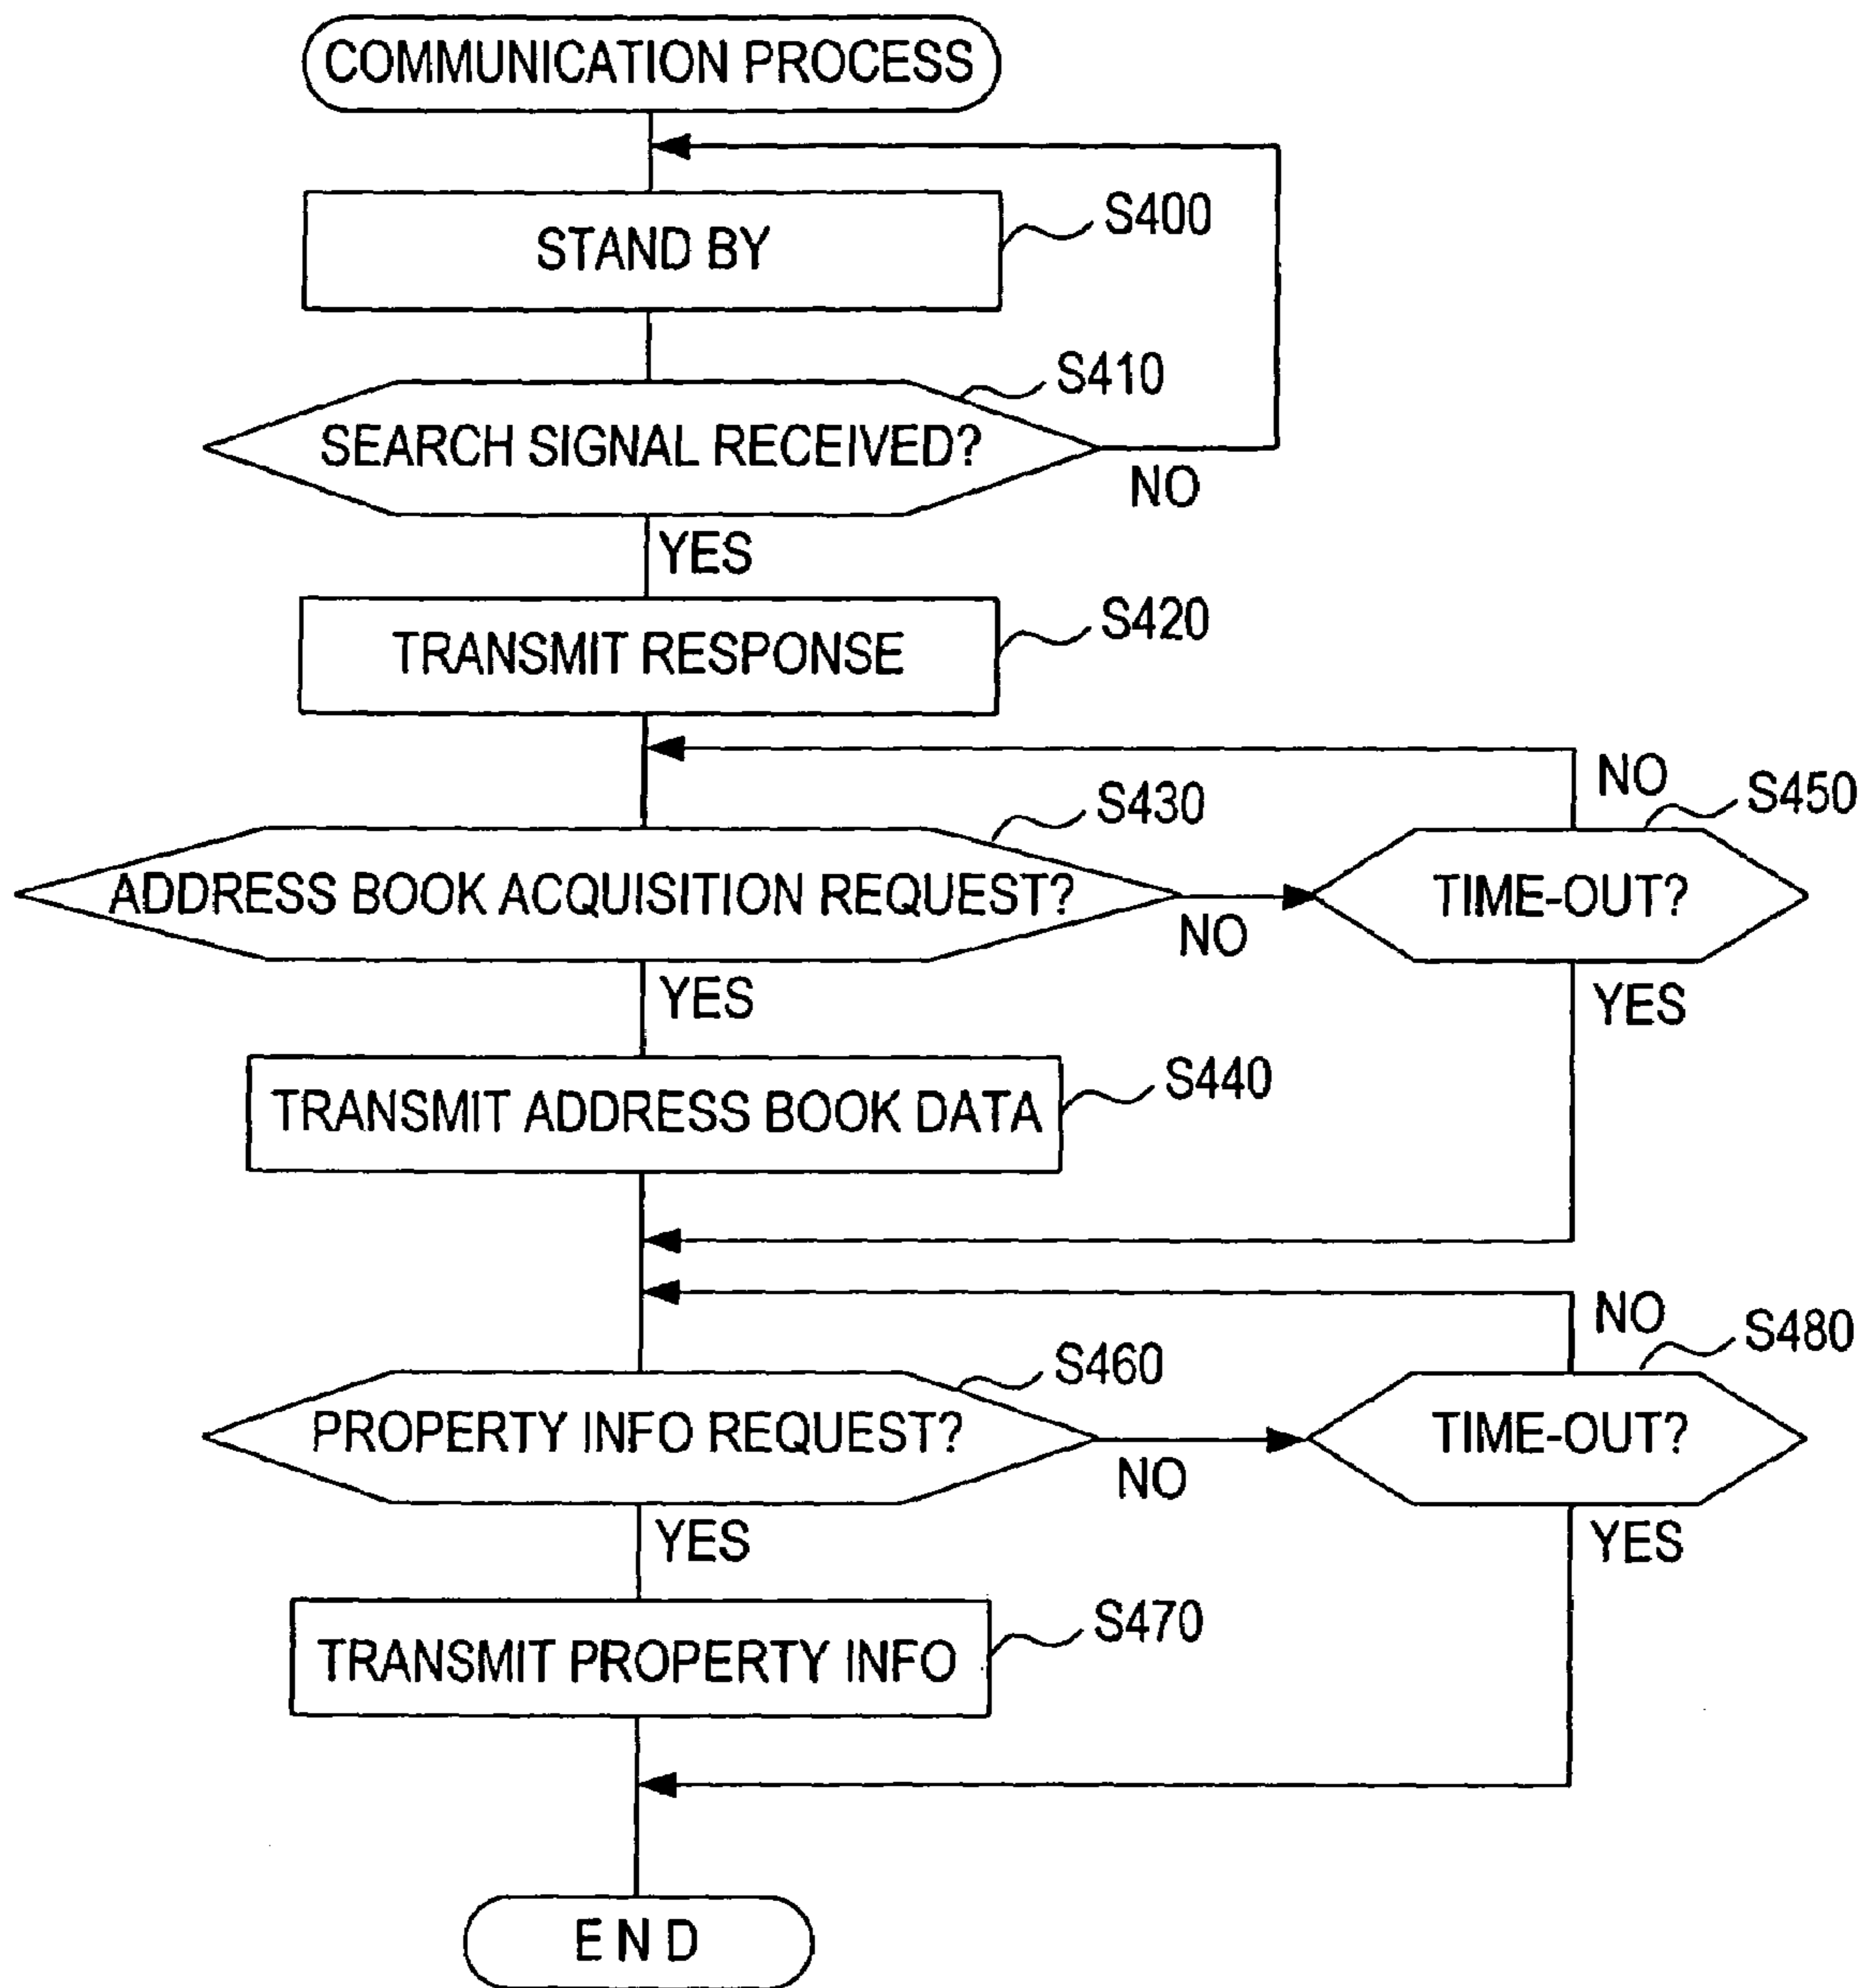 COMMUNICATION PROCESS
STAND BY
S400
SEARCH SIGNAL RECEIVED?
S410
NO
YES
TRANSMIT RESPONSE
S420
ADDRESS BOOK ACQUISITION REQUEST?
S430
NO
YES
TIME-OUT?
S450
NO
YES
TRANSMIT ADDRESS BOOK DATA
S440
PROPERTY INFO REQUEST?
S460
NO
YES
TIME-OUT?
S480
NO
YES
TRANSMIT PROPERTY INFO
S470
END